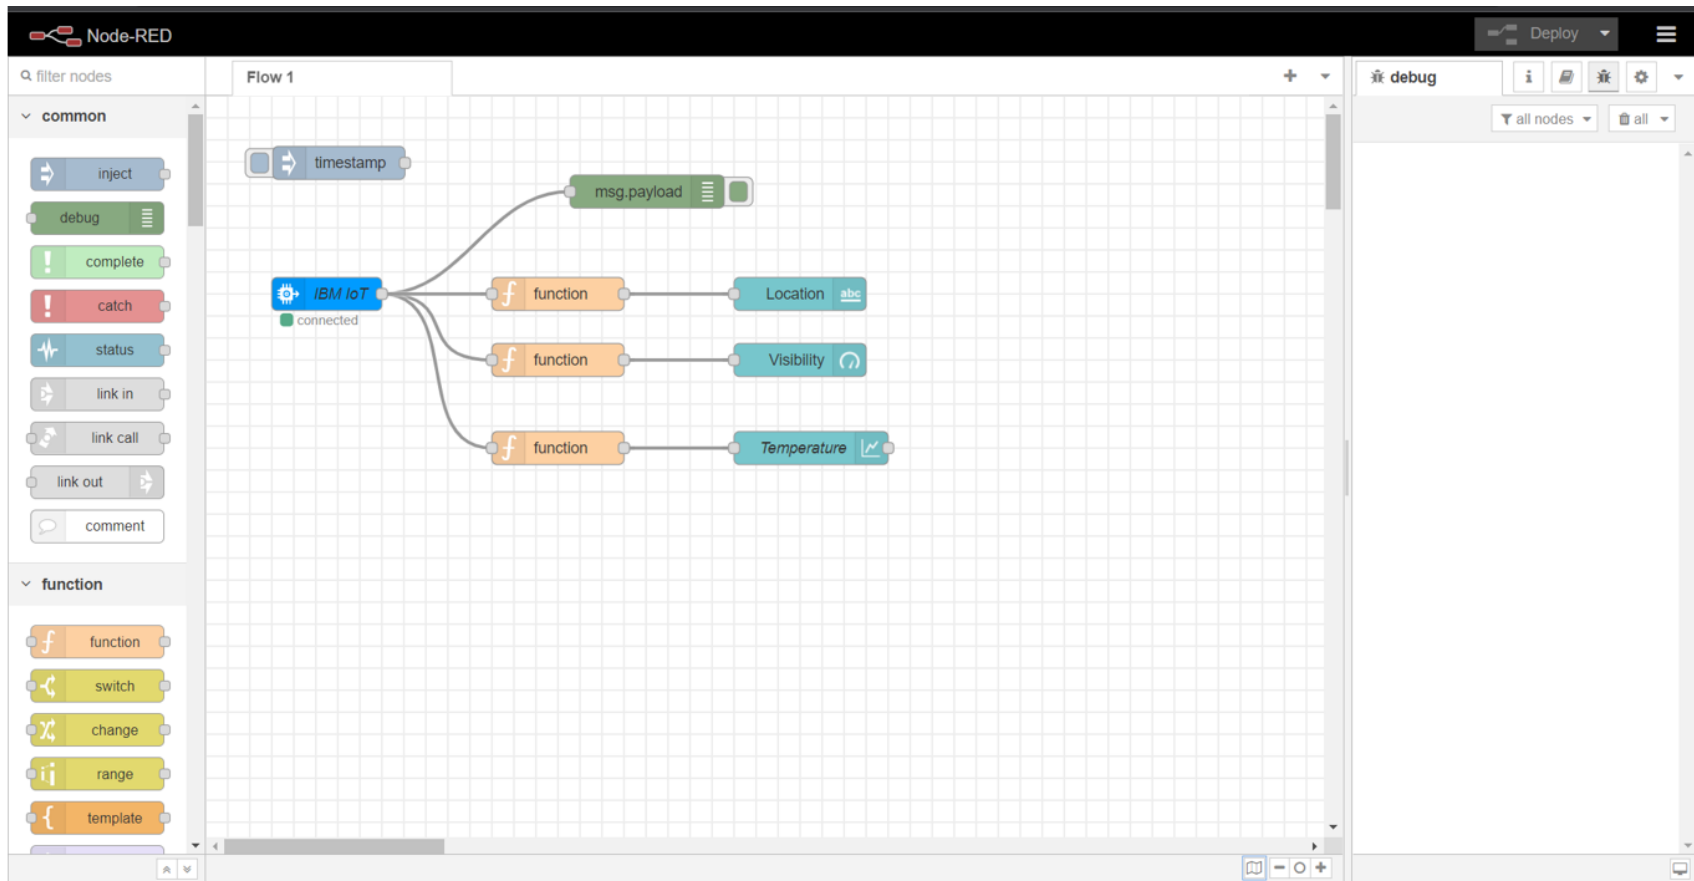 Node-RED
Deploy
filter nodes
Flow 1
debug
i
all nodes
all
common
inject
debug
complete
catch
status
link in
link call
link out
comment
function
function
switch
change
range
template
timestamp
msg.payload
IBM IoT
connected
function
Location abc
function
Visibility
function
Temperature